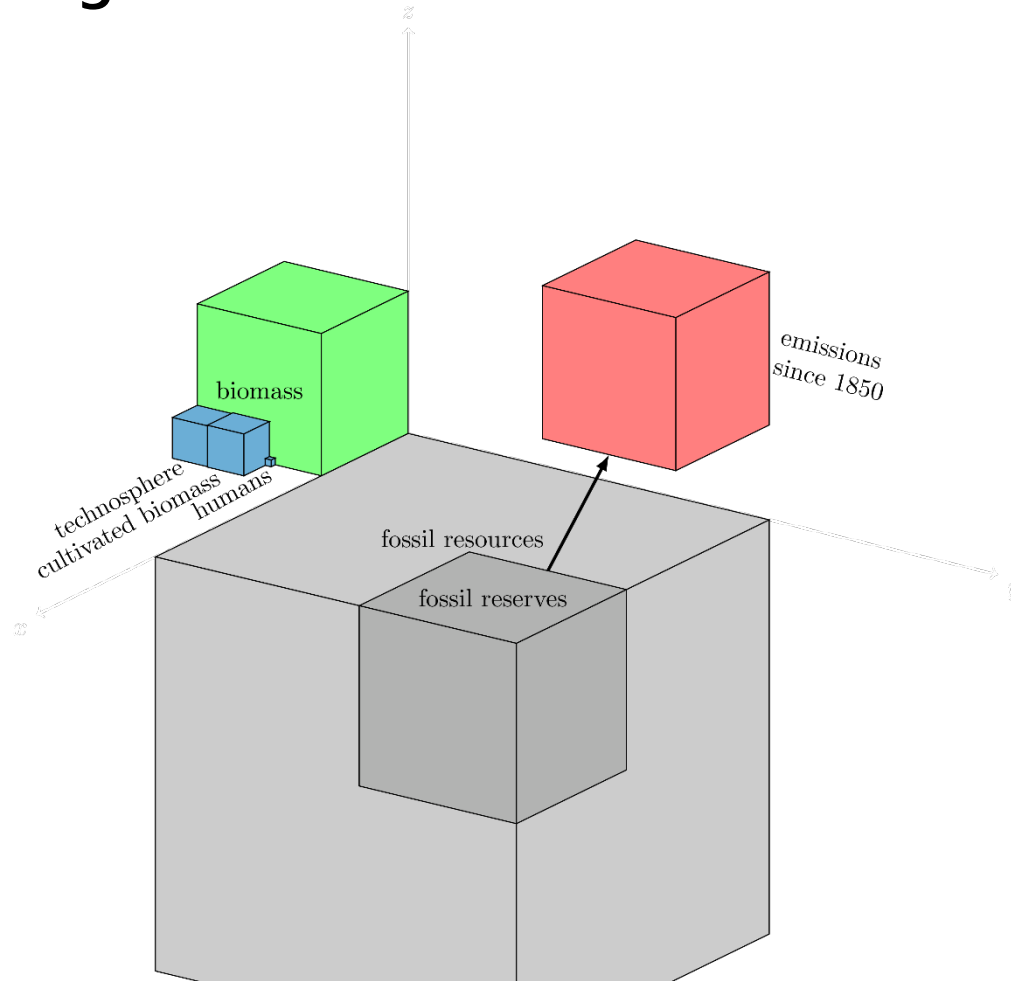 z
biomass
emissions
since 1850
technosphere
cultivated biomass
humans
fossil resources
fossil reserves
x